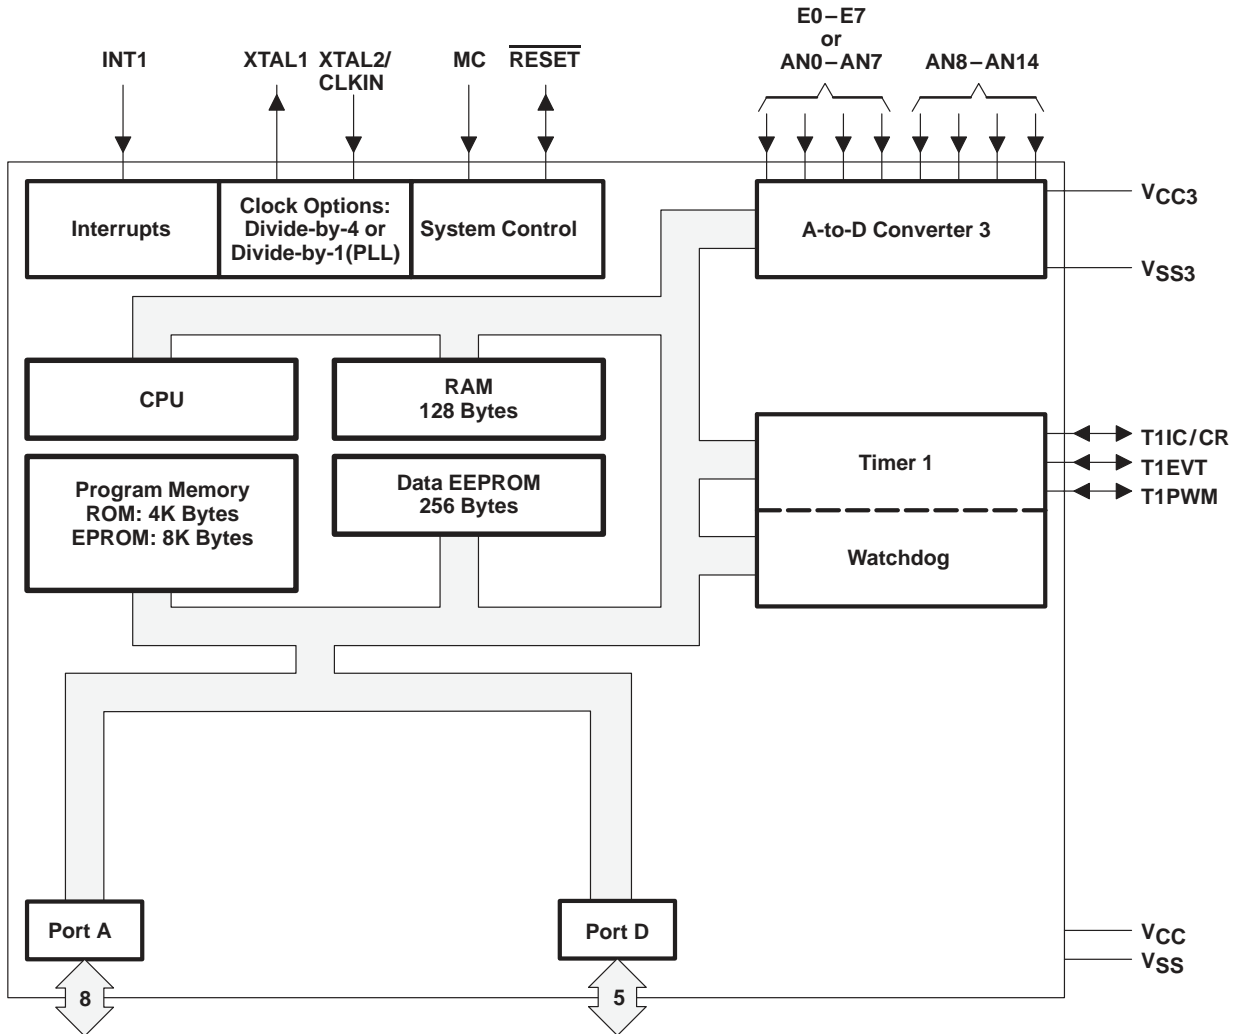 E0–E7
or
AN0–AN7
AN8–AN14
INT1
XTAL1
XTAL2/
CLKIN
MC
RESET
Interrupts
Clock Options:
Divide-by-4 or
Divide-by-1(PLL)
System Control
A-to-D Converter 3
VCC3
VSS3
CPU
RAM
128 Bytes
Program Memory
ROM: 4K Bytes
EPROM: 8K Bytes
Data EEPROM
256 Bytes
Timer 1
Watchdog
T1IC/CR
T1EVT
T1PWM
Port A
Port D
VCC
VSS
8
5